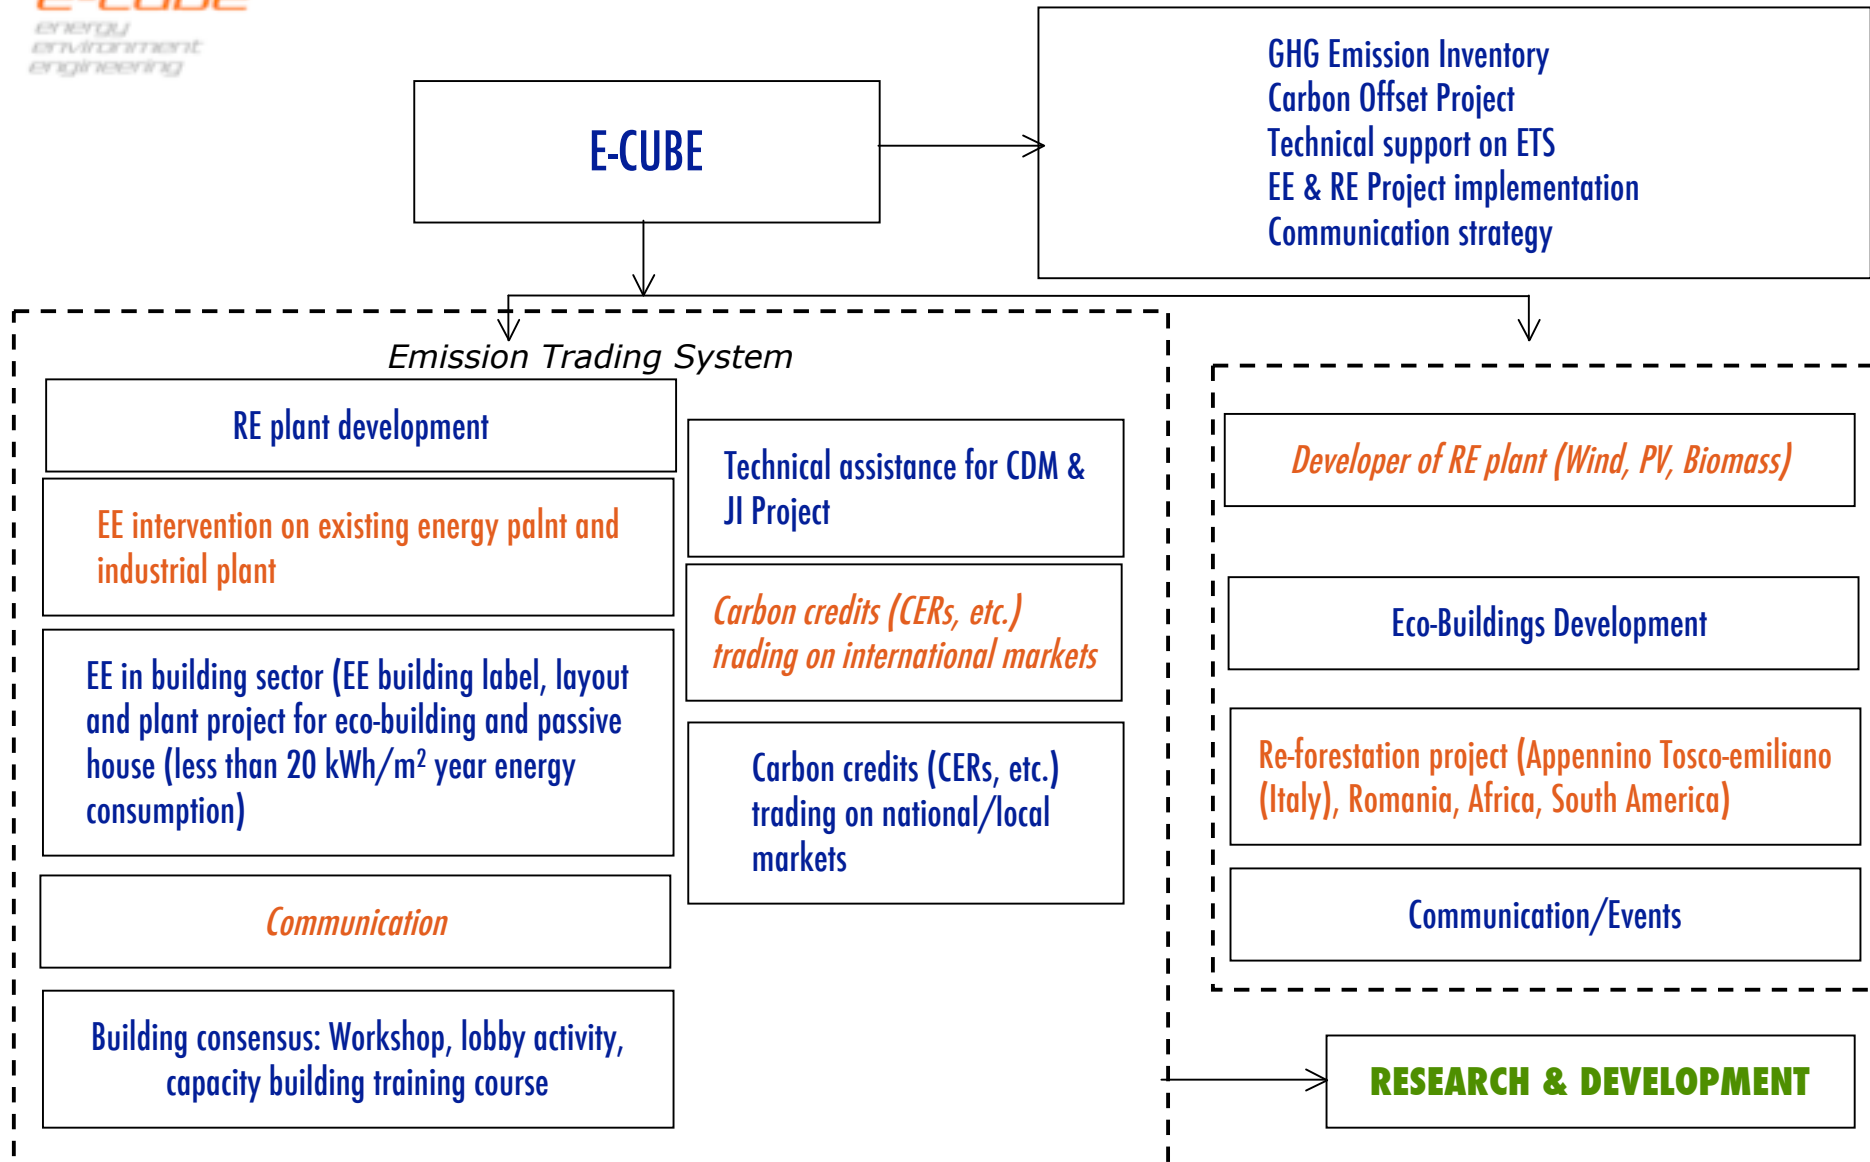 E-CUBE
energy
environment
engineering
E-CUBE
GHG Emission Inventory
Carbon Offset Project
Technical support on ETS
EE & RE Project implementation
Communication strategy
Emission Trading System
RE plant development
EE intervention on existing energy palnt and
industrial plant
EE in building sector (EE building label, layout
and plant project for eco-building and passive
house (less than 20 kWh/m² year energy
consumption)
Communication
Building consensus: Workshop, lobby activity,
capacity building training course
Technical assistance for CDM &
JI Project
Carbon credits (CERs, etc.)
trading on international markets
Carbon credits (CERs, etc.)
trading on national/local
markets
Developer of RE plant (Wind, PV, Biomass)
Eco-Buildings Development
Re-forestation project (Appennino Tosco-emiliano
(Italy), Romania, Africa, South America)
Communication/Events
RESEARCH & DEVELOPMENT